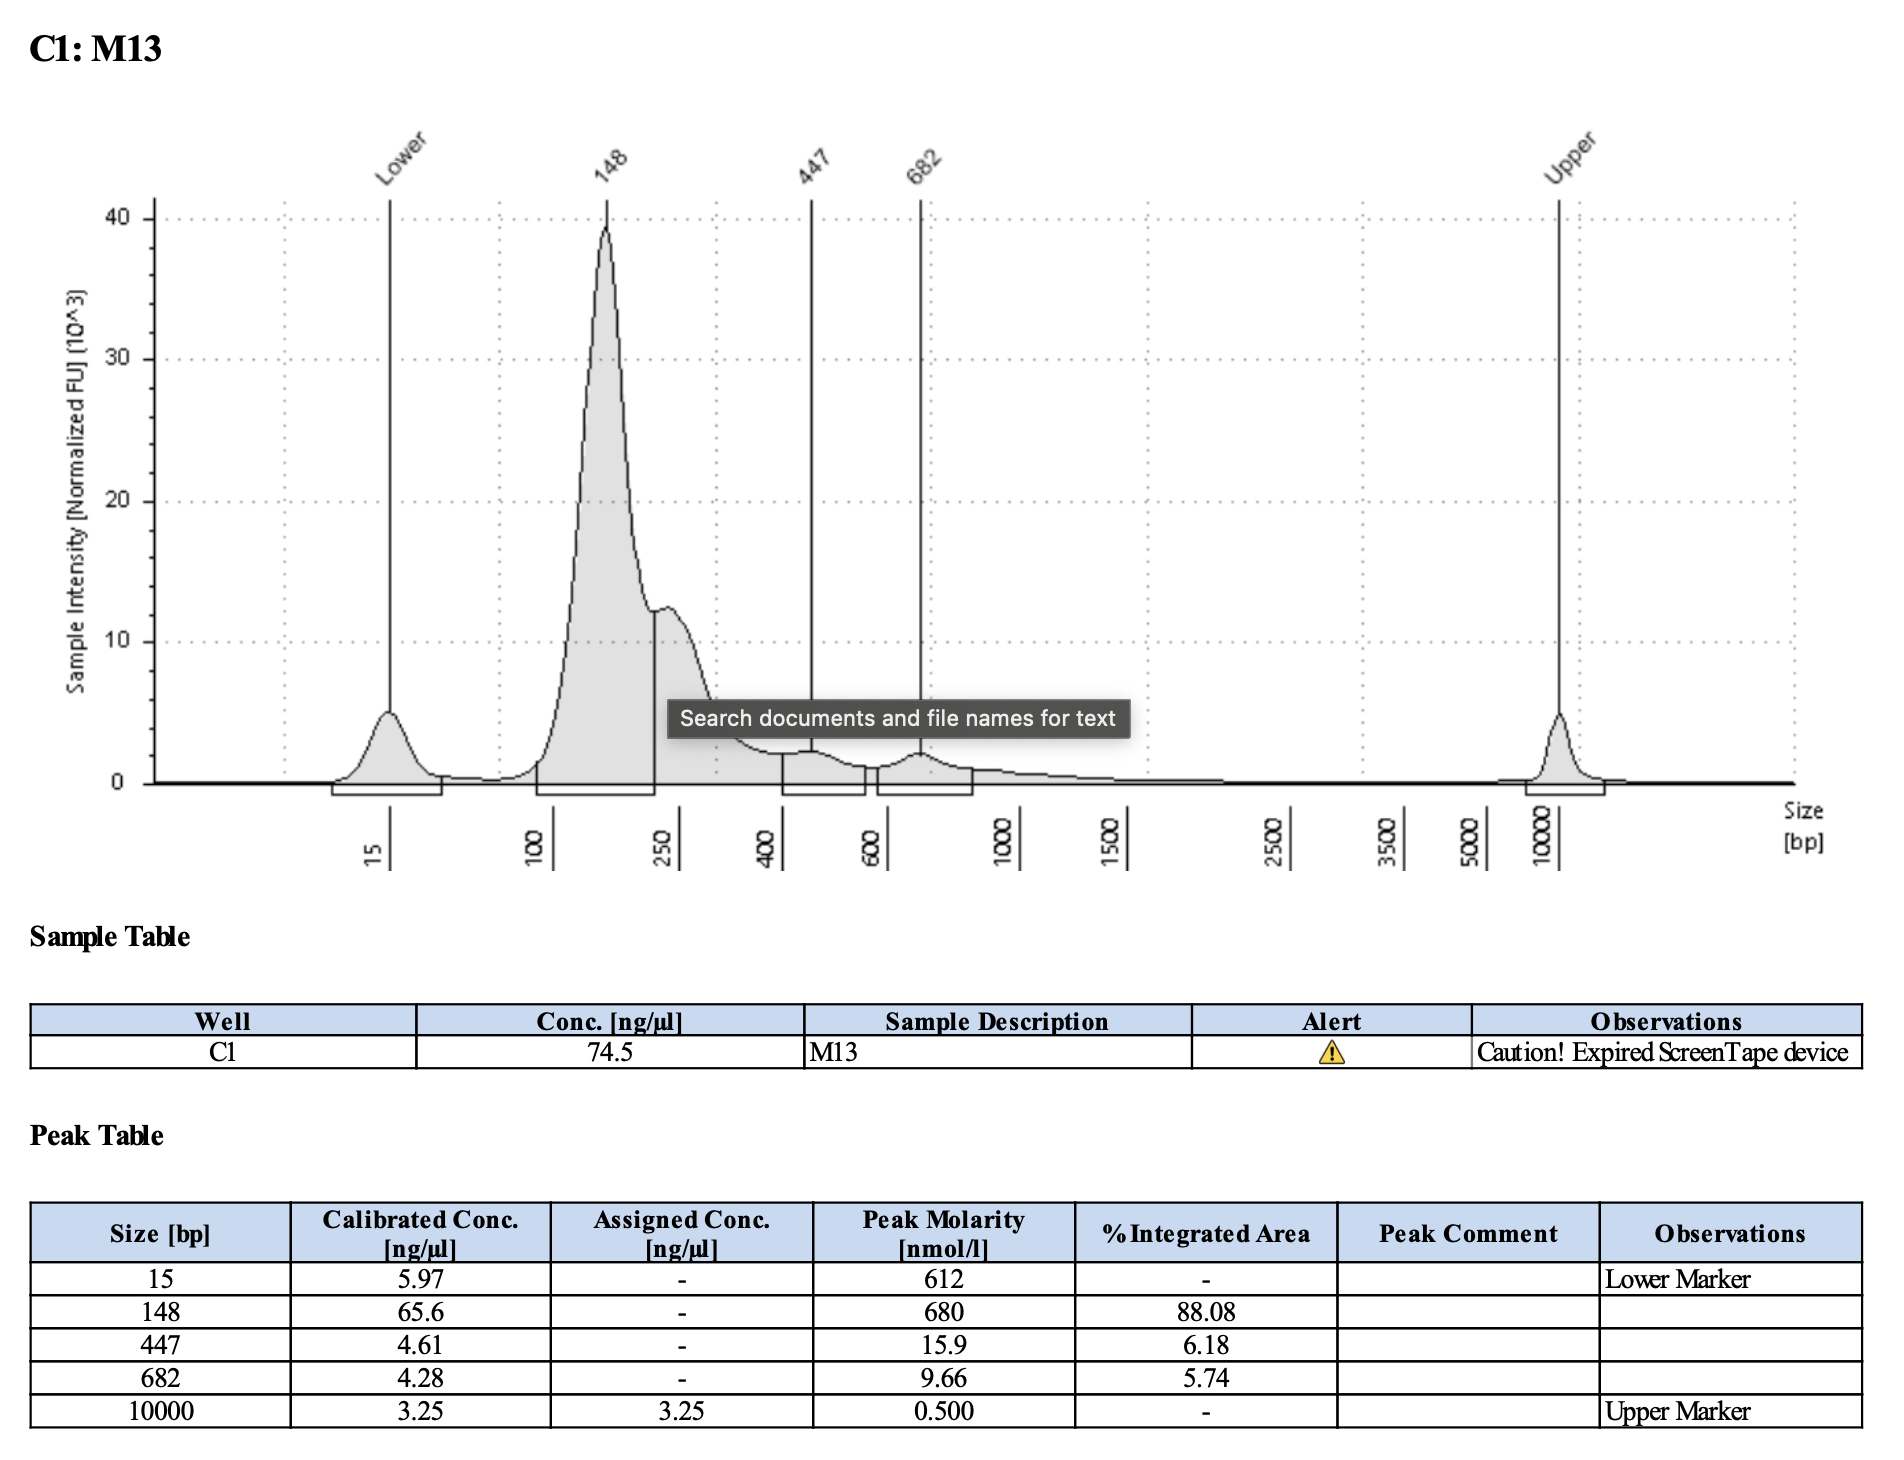 C1: M13
Lower
148
447
682
Upper
Sample Intensity [Normalized FU] (10^3)
40
30
20
10
0
Search documents and file names for text
15
100
250
400
600
1000
1500
2500
3500
5000
10000
Size
[bp]
Sample Table
Well Conc. [ng/µl] Sample Description Alert Observations
C1 74.5 M13 Caution! Expired ScreenTape device
Peak Table
Size [bp] Calibrated Conc. [ng/µl] Assigned Conc. [ng/µl] Peak Molarity [nmol/l] % Integrated Area Peak Comment Observations
15 5.97 - 612 - Lower Marker
148 65.6 - 680 88.08
447 4.61 - 15.9 6.18
682 4.28 - 9.66 5.74
10000 3.25 3.25 0.500 - Upper Marker